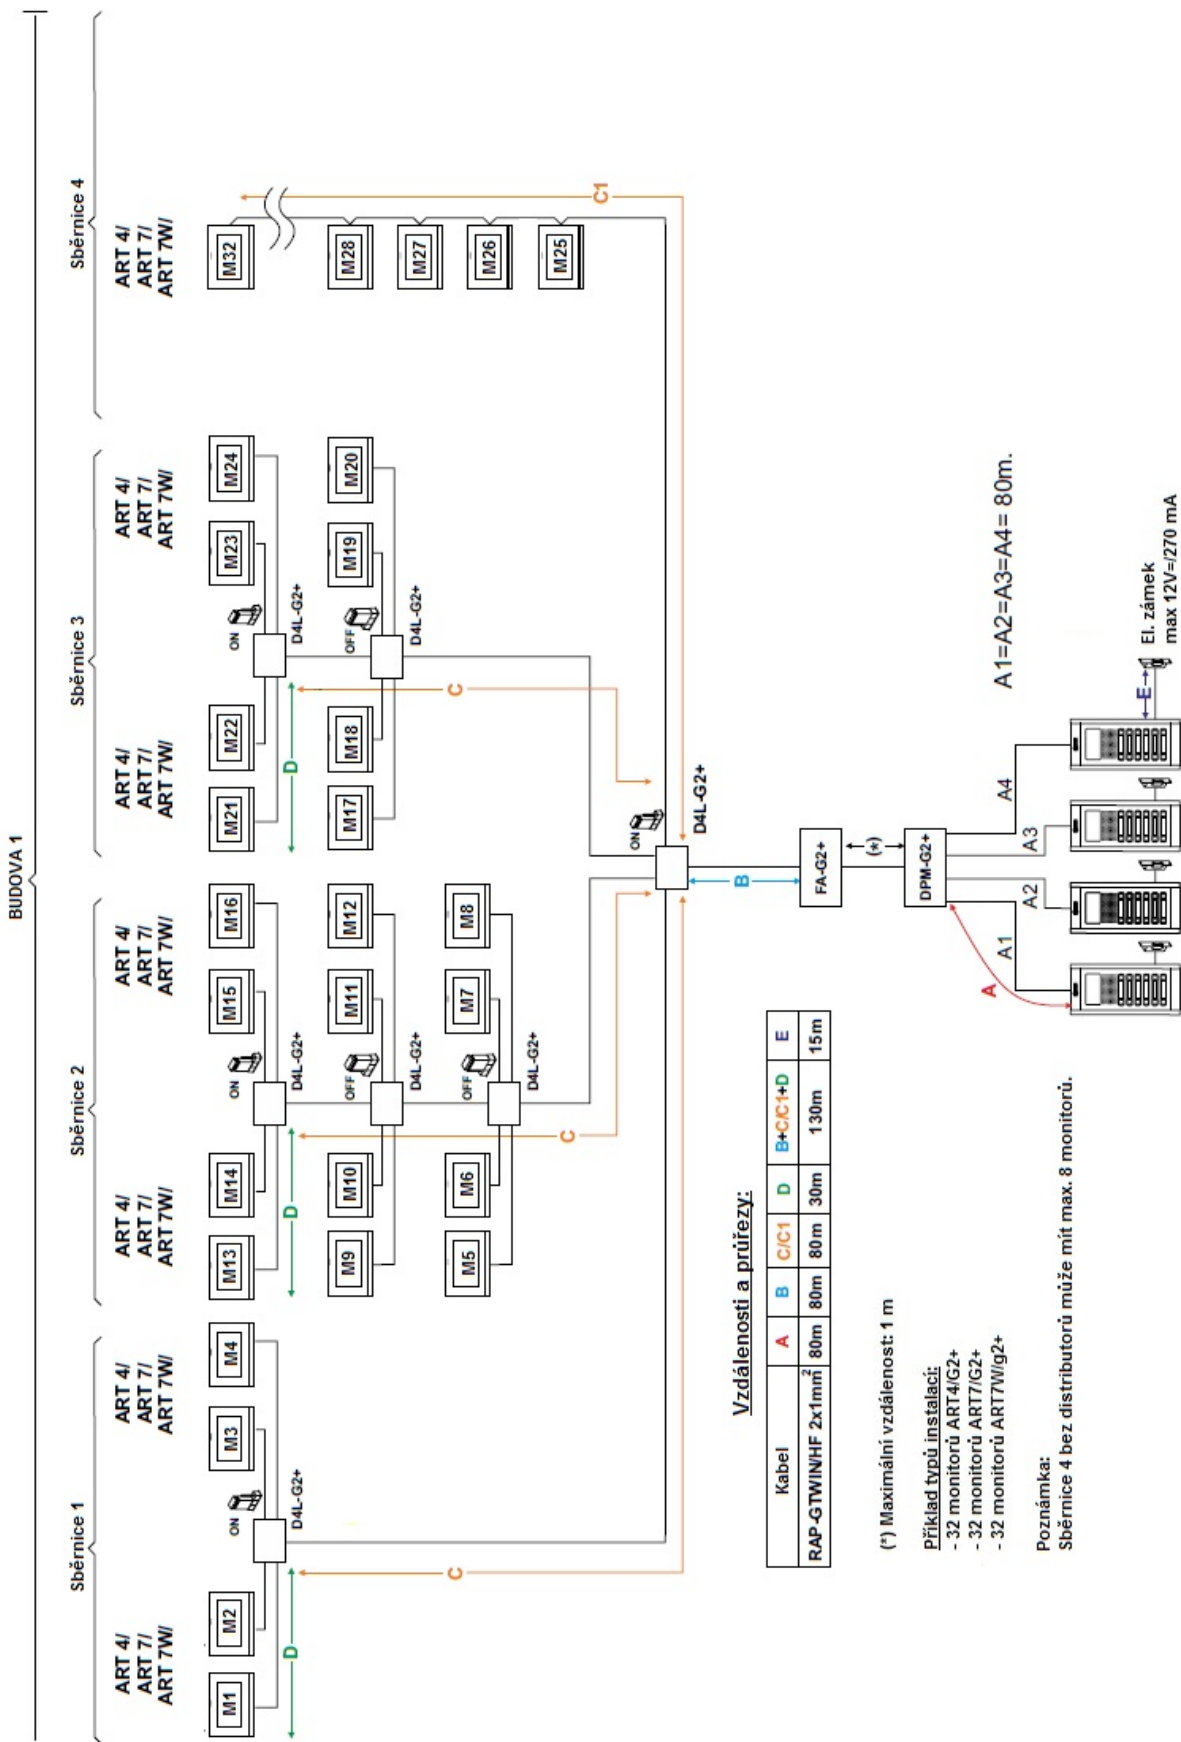 BUDOVA 1
Sběrnice 1
Sběrnice 2
Sběrnice 3
Sběrnice 4
ART 4/
ART 7/
ART 7W/
ART 4/
ART 7/
ART 7W/
ART 4/
ART 7/
ART 7W/
ART 4/
ART 7/
ART 7W/
ART 4/
ART 7/
ART 7W/
ART 4/
ART 7/
ART 7W/
ART 4/
ART 7/
ART 7W/
M1 M2 M3 M4
ON
D4L-G2+
D
C
M13 M14 M15 M16
ON
D4L-G2+
D
M9 M10 M11 M12
OFF
D4L-G2+
M5 M6 M7 M8
OFF
D4L-G2+
C
M21 M22 M23 M24
ON
D4L-G2+
D
M17 M18 M19 M20
OFF
D4L-G2+
C
M32
M28
M27
M26
M25
C1
ON
D4L-G2+
B
FA-G2+
(*)
DPM-G2+
A
A1
A2
A3
A4
A1=A2=A3=A4= 80m.
E
El. zámek
max 12V=/270 mA
Vzdálenosti a průřezy:
Kabel A B C/C1 D B+C/C1+D E
RAP-GTWIN/HF 2x1mm² 80m 80m 80m 30m 130m 15m
(*) Maximální vzdálenost: 1 m
Příklad typů instalací:
- 32 monitorů ART4/G2+
- 32 monitorů ART7/G2+
- 32 monitorů ART7W/g2+
Poznámka:
Sběrnice 4 bez distributorů může mít max. 8 monitorů.